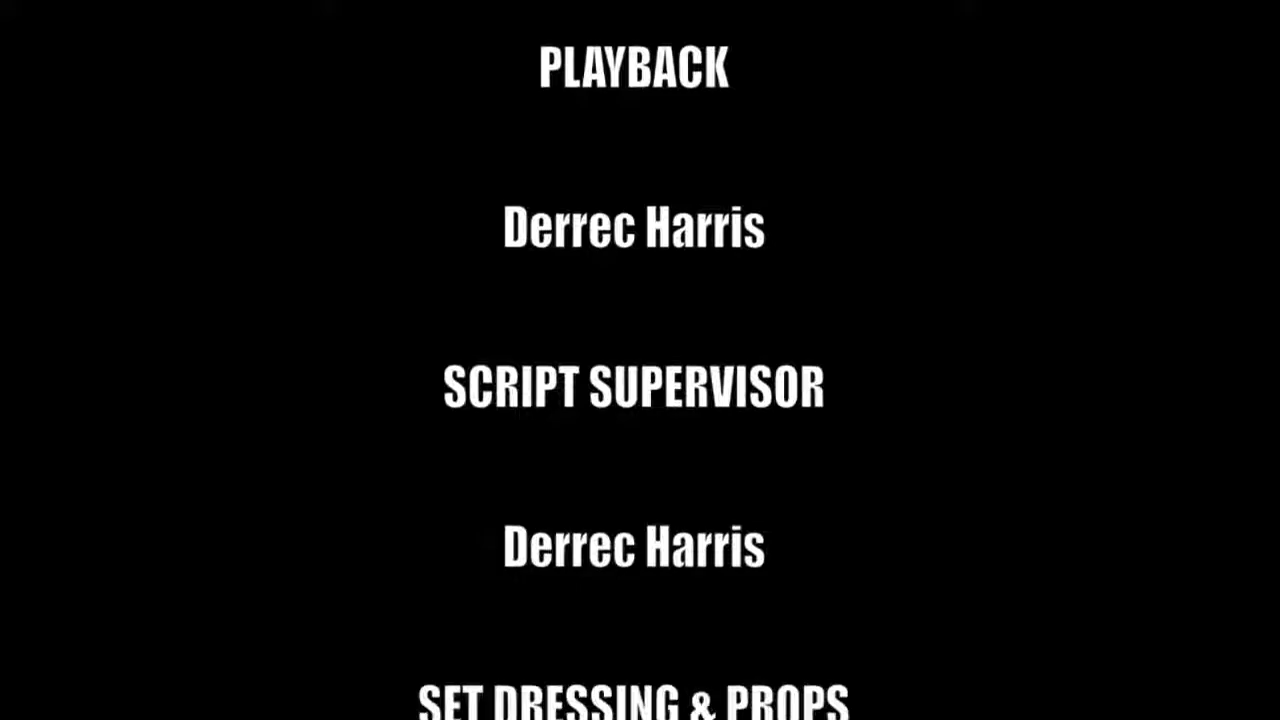 PLAYBACK
Derrec Harris
SCRIPT SUPERVISOR
Derrec Harris
SET DRESSING & PROPS